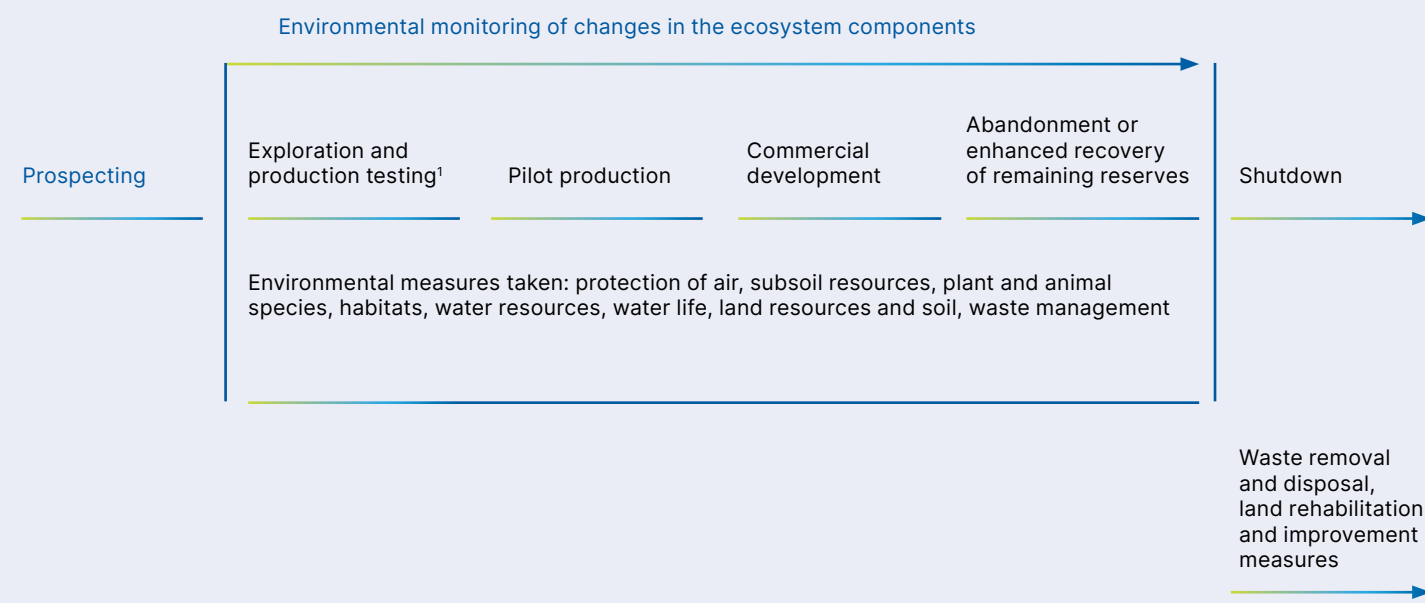 Environmental monitoring of changes in the ecosystem components
Prospecting
Exploration and
production testing¹
Pilot production
Commercial
development
Abandonment or
enhanced recovery
of remaining reserves
Shutdown
Environmental measures taken: protection of air, subsoil resources, plant and animal
species, habitats, water resources, water life, land resources and soil, waste management
Waste removal
and disposal,
land rehabilitation
and improvement
measures